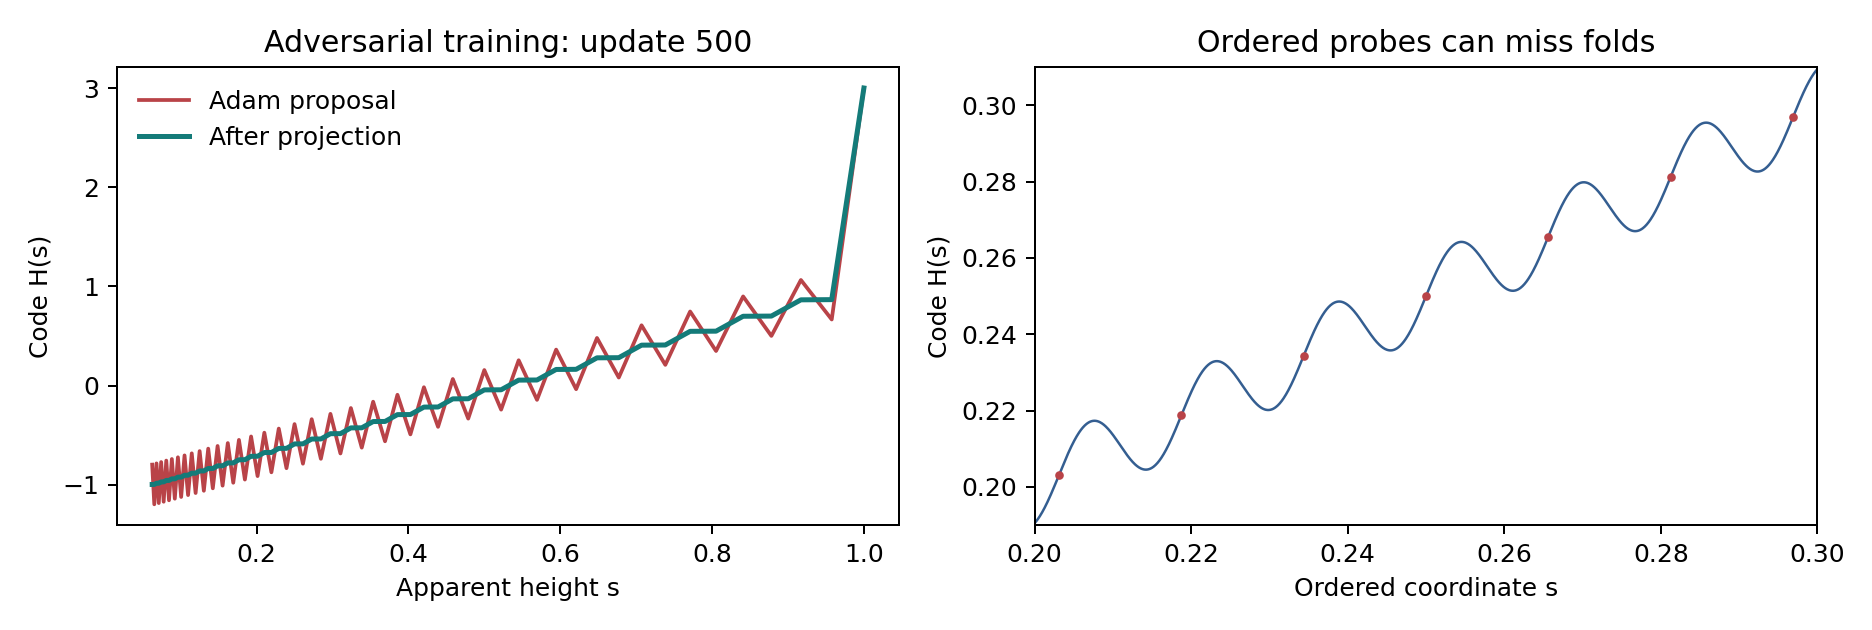 Adversarial training: update 500
Adam proposal
After projection
3
2
1
0
−1
Code H(s)
0.2 0.4 0.6 0.8 1.0
Apparent height s
Ordered probes can miss folds
0.30
0.28
0.26
0.24
0.22
0.20
Code H(s)
0.20 0.22 0.24 0.26 0.28 0.30
Ordered coordinate s